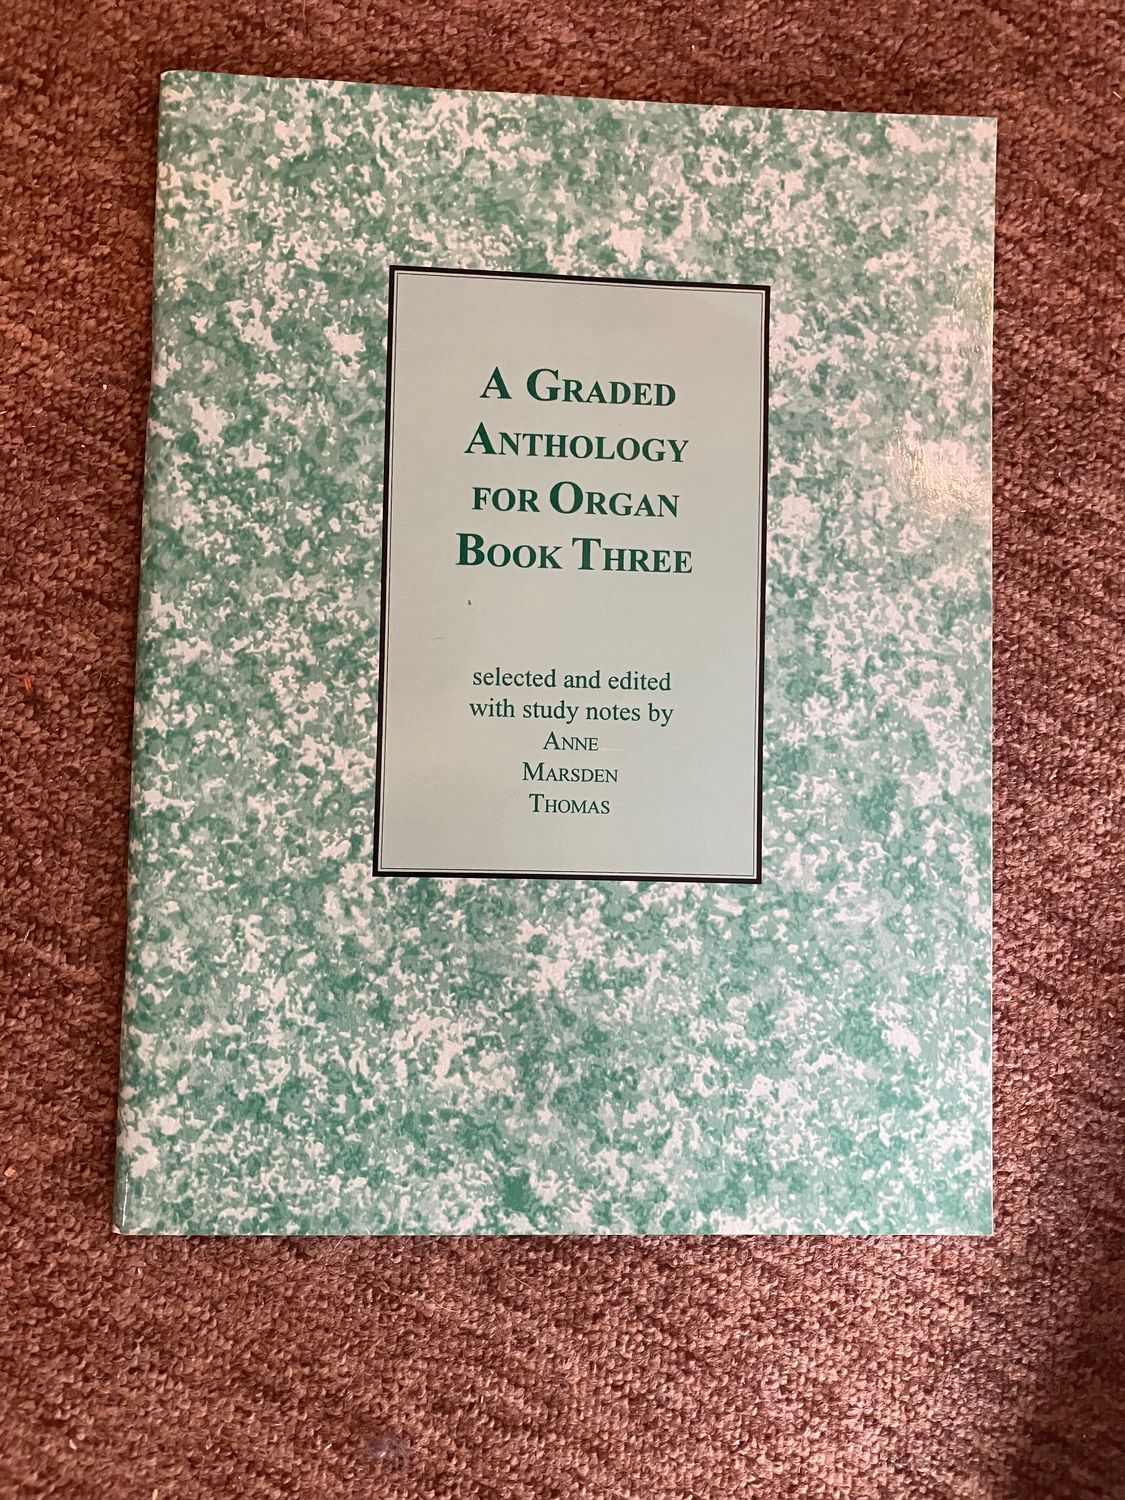 A GRADED
ANTHOLOGY
FOR ORGAN
BOOK THREE
selected and edited
with study notes by
ANNE
MARSDEN
THOMAS